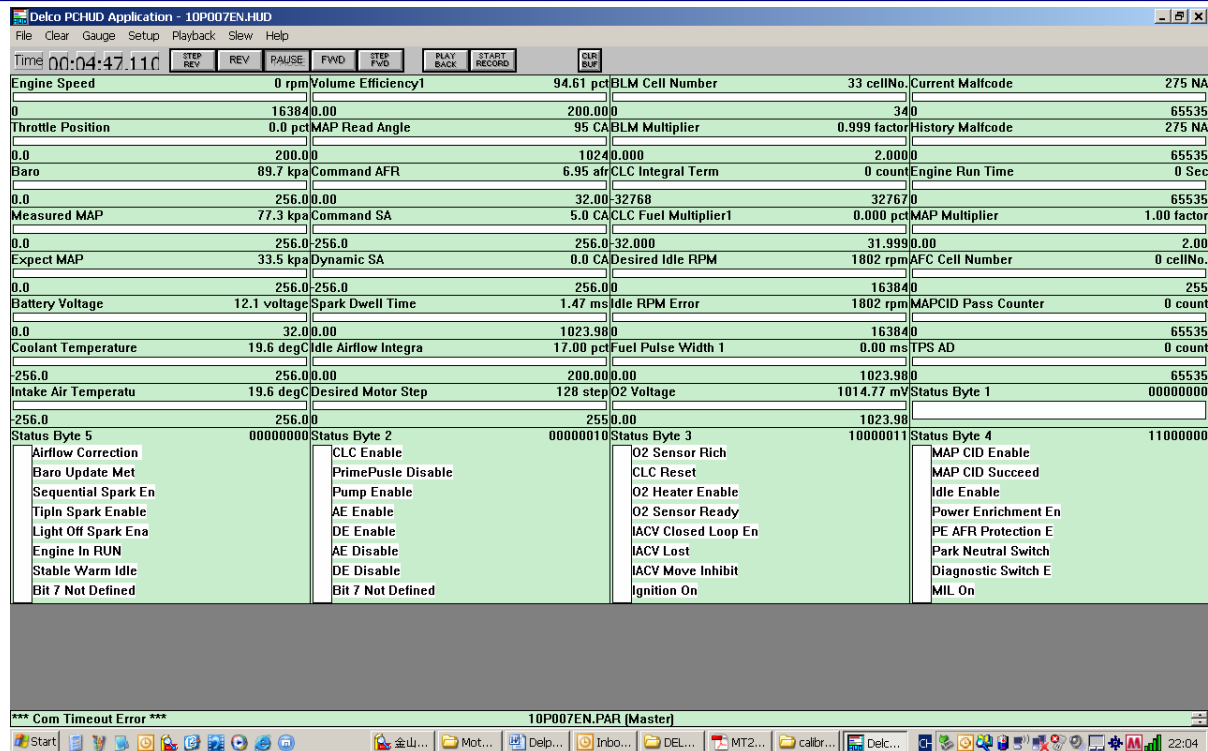 Delco PCHUD Application - 10P007EN.HUD
File Clear Gauge Setup Playback Slew Help
Time 00:04:47.110 STEP REV REV PAUSE FWD STEP FWD PLAY BACK START RECORD CLR BUF
Engine Speed 0 rpm Volume Efficiency1 94.61 pct BLM Cell Number 33 cellNo. Current Malfcode 275 NA
0 16384 0.00 200.00 0 34 0 65535
Throttle Position 0.0 pct MAP Read Angle 95 CA BLM Multiplier 0.999 factor History Malfcode 275 NA
0.0 200.0 0 1024 0.000 2.000 0 65535
Baro 89.7 kpa Command AFR 6.95 afr CLC Integral Term 0 count Engine Run Time 0 Sec
0.0 256.0 0.00 32.00 -32768 32767 0 65535
Measured MAP 77.3 kpa Command SA 5.0 CA CLC Fuel Multiplier1 0.000 pct MAP Multiplier 1.00 factor
0.0 256.0 -256.0 256.0 -32.000 31.999 0.00 2.00
Expect MAP 33.5 kpa Dynamic SA 0.0 CA Desired Idle RPM 1802 rpm AFC Cell Number 0 cellNo.
0.0 256.0 -256.0 256.0 0 16384 0 255
Battery Voltage 12.1 voltage Spark Dwell Time 1.47 ms Idle RPM Error 1802 rpm MAPCID Pass Counter 0 count
0.0 32.0 0.00 1023.98 0 16384 0 65535
Coolant Temperature 19.6 degC Idle Airflow Integra 17.00 pct Fuel Pulse Width 1 0.00 ms TPS AD 0 count
-256.0 256.0 0.00 200.00 0.00 1023.98 0 65535
Intake Air Temperatu 19.6 degC Desired Motor Step 128 step O2 Voltage 1014.77 mV Status Byte 1 00000000
-256.0 256.0 0 255 0.00 1023.98
Status Byte 5 00000000 Status Byte 2 00000010 Status Byte 3 10000011 Status Byte 4 11000000
Airflow Correction CLC Enable O2 Sensor Rich MAP CID Enable
Baro Update Met PrimePusle Disable CLC Reset MAP CID Succeed
Sequential Spark En Pump Enable O2 Heater Enable Idle Enable
TipIn Spark Enable AE Enable O2 Sensor Ready Power Enrichment En
Light Off Spark Ena DE Enable IACV Closed Loop En PE AFR Protection E
Engine In RUN AE Disable IACV Lost Park Neutral Switch
Stable Warm Idle DE Disable IACV Move Inhibit Diagnostic Switch E
Bit 7 Not Defined Bit 7 Not Defined Ignition On MIL On
*** Com Timeout Error *** 10P007EN.PAR (Master)
Start 金山... Mot... Delp... Inbo... DEL... MT2... calibr... Delc... CH 22:04